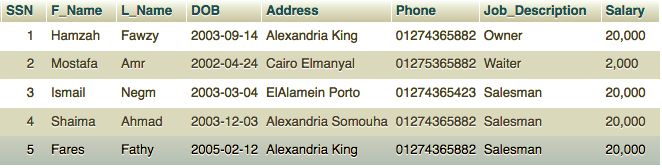 SSN F_Name L_Name DOB Address Phone Job_Description Salary
1 Hamzah Fawzy 2003-09-14 Alexandria King 01274365882 Owner 20,000
2 Mostafa Amr 2002-04-24 Cairo Elmanyal 01275365882 Waiter 2,000
3 Ismail Negm 2003-03-04 ElAlamein Porto 01274365423 Salesman 20,000
4 Shaima Ahmad 2003-12-03 Alexandria Somouha 01274365882 Salesman 20,000
5 Fares Fathy 2005-02-12 Alexandria King 01274365882 Salesman 20,000